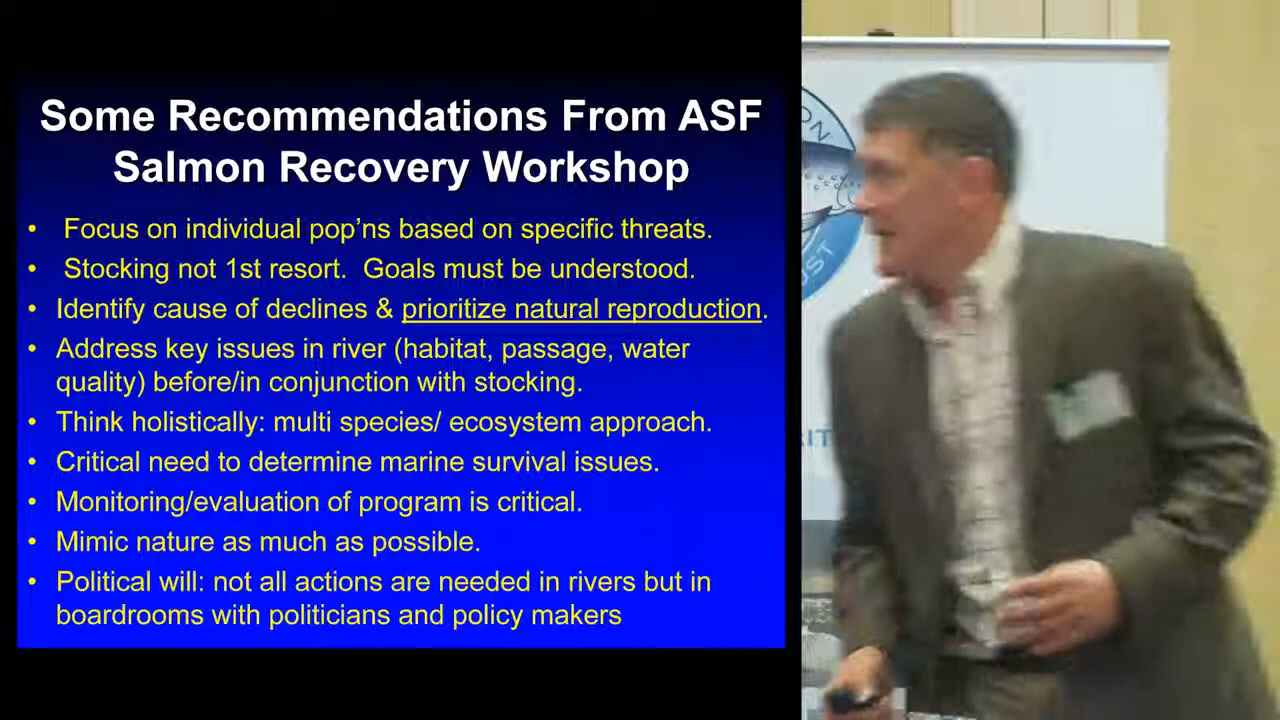 Some Recommendations From ASF
Salmon Recovery Workshop
• Focus on individual pop'ns based on specific threats.
• Stocking not 1st resort. Goals must be understood.
• Identify cause of declines & prioritize natural reproduction.
• Address key issues in river (habitat, passage, water
quality) before/in conjunction with stocking.
• Think holistically: multi species/ ecosystem approach.
• Critical need to determine marine survival issues.
• Monitoring/evaluation of program is critical.
• Mimic nature as much as possible.
• Political will: not all actions are needed in rivers but in
boardrooms with politicians and policy makers